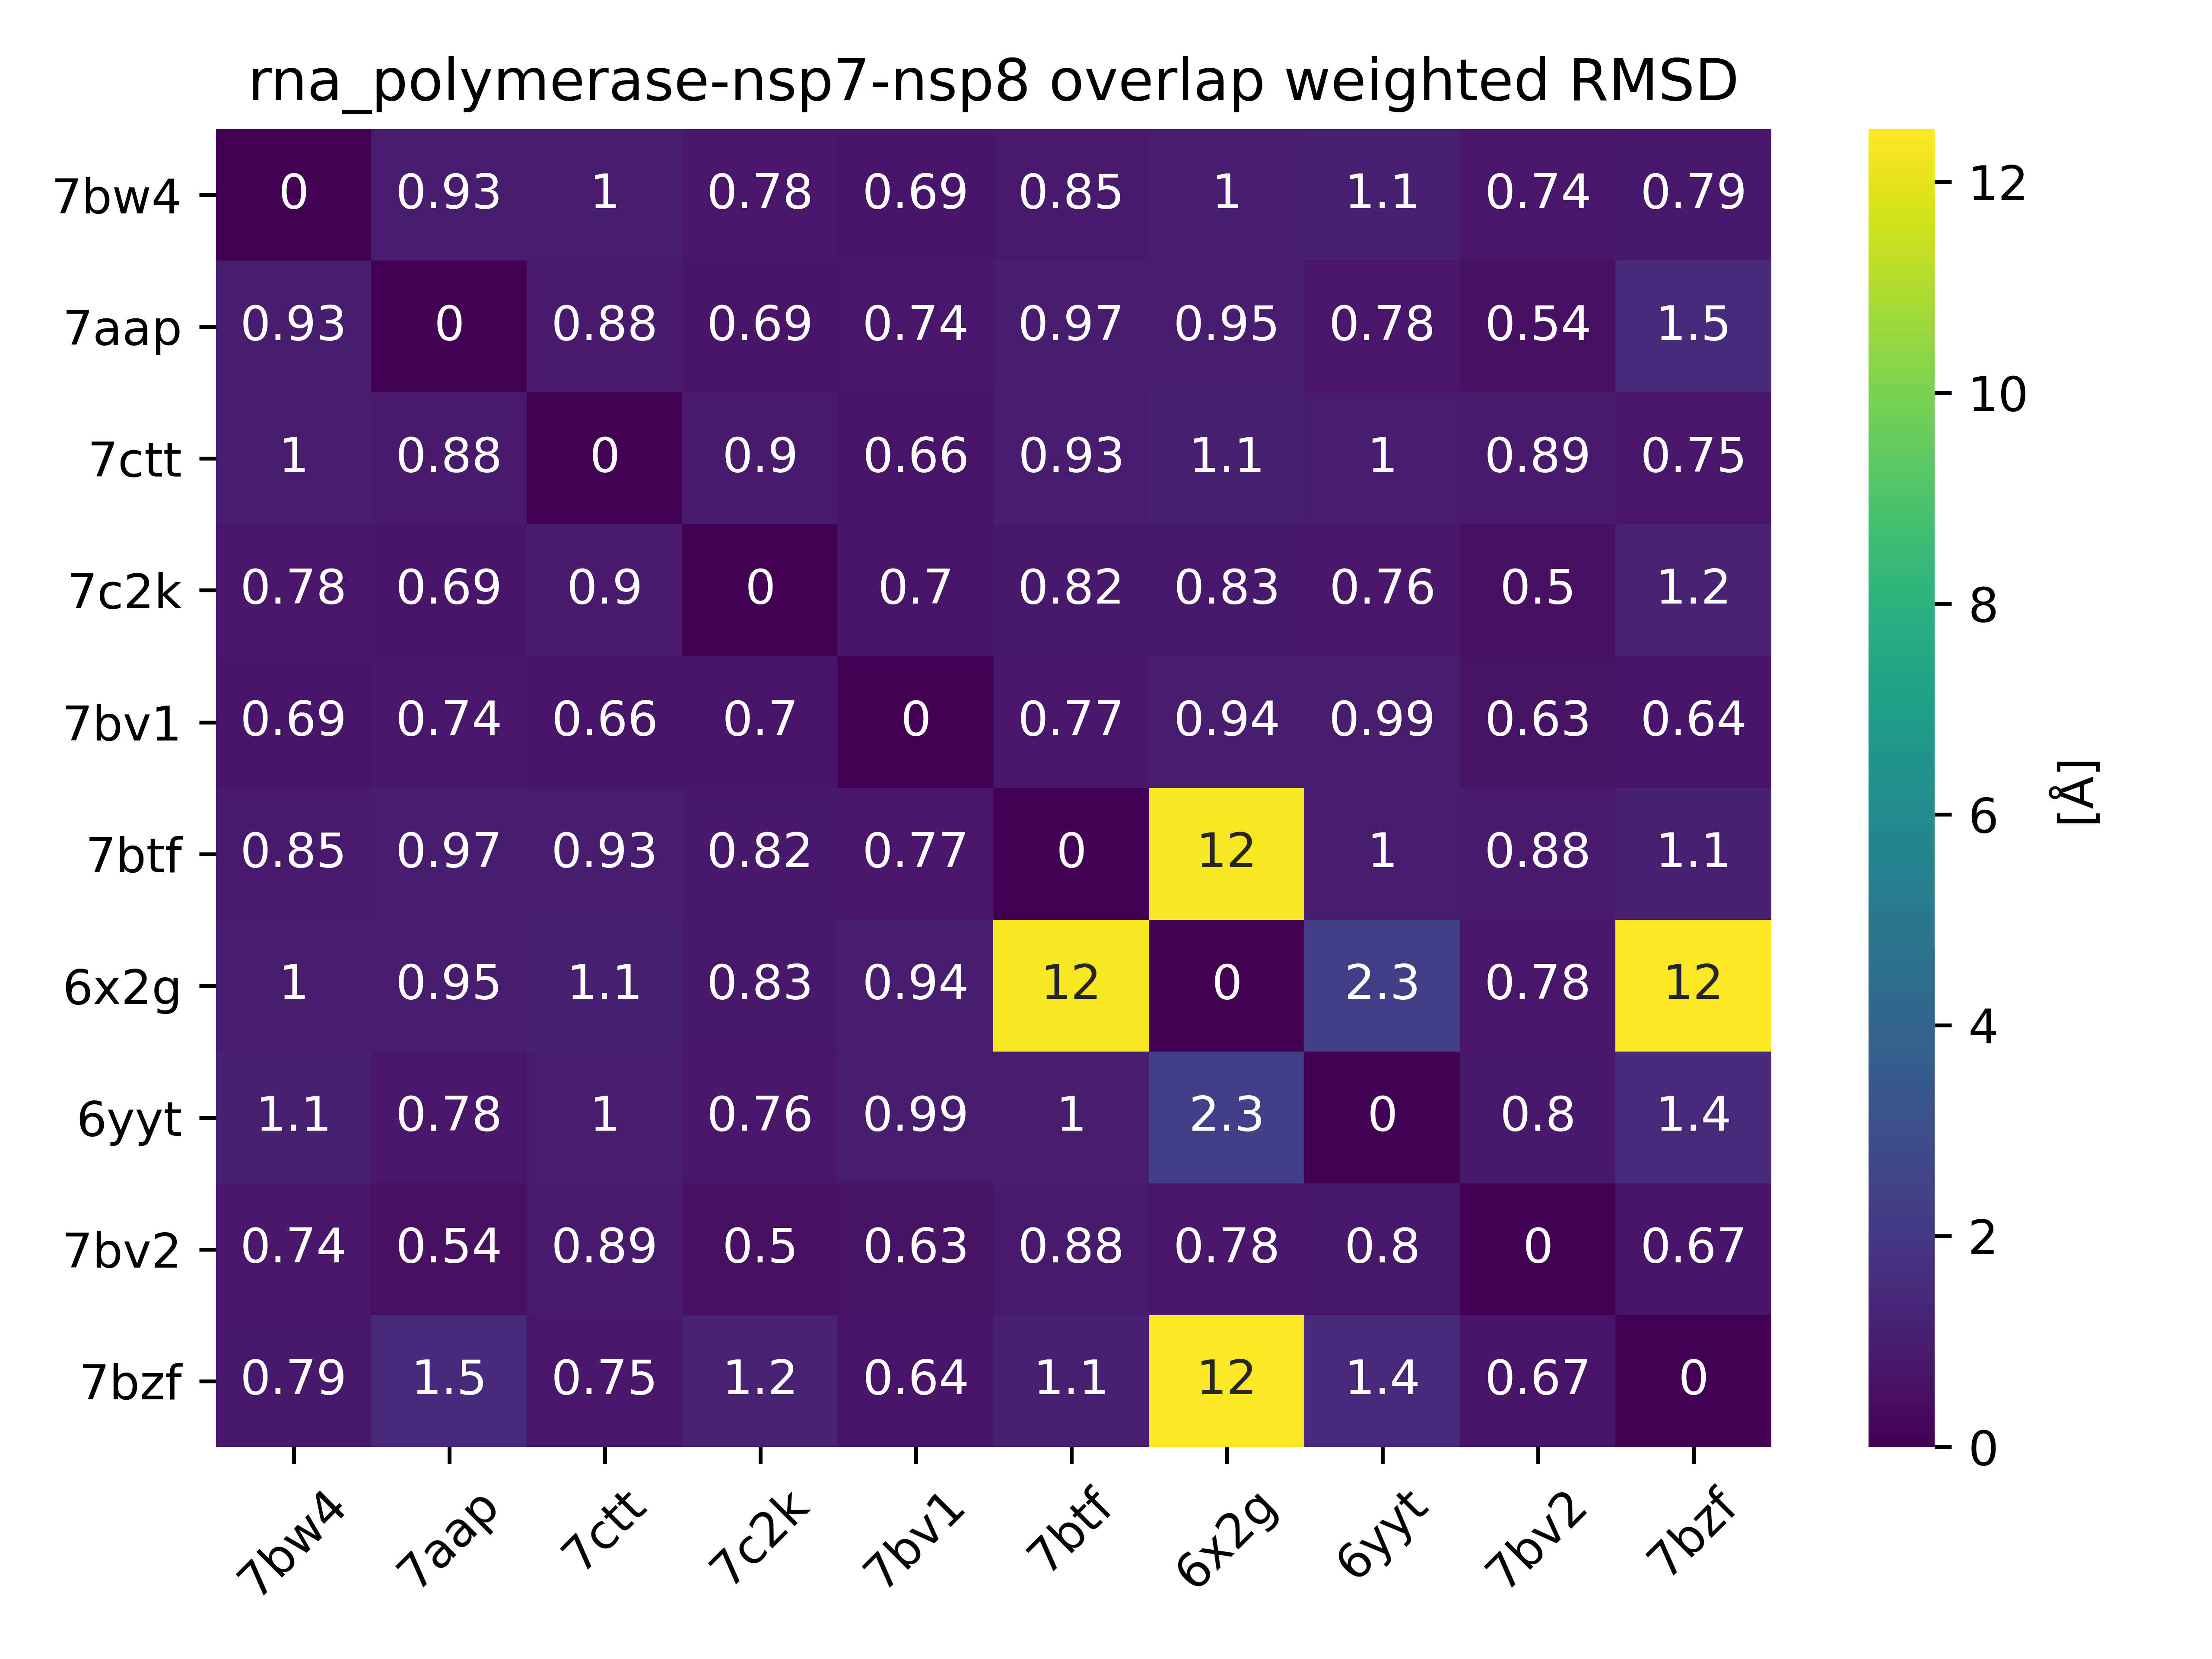 rna_polymerase-nsp7-nsp8 overlap weighted RMSD
7bw4 0 0.93 1 0.78 0.69 0.85 1 1.1 0.74 0.79
7aap 0.93 0 0.88 0.69 0.74 0.97 0.95 0.78 0.54 1.5
7ctt 1 0.88 0 0.9 0.66 0.93 1.1 1 0.89 0.75
7c2k 0.78 0.69 0.9 0 0.7 0.82 0.83 0.76 0.5 1.2
7bv1 0.69 0.74 0.66 0.7 0 0.77 0.94 0.99 0.63 0.64
7btf 0.85 0.97 0.93 0.82 0.77 0 12 1 0.88 1.1
6x2g 1 0.95 1.1 0.83 0.94 12 0 2.3 0.78 12
6yyt 1.1 0.78 1 0.76 0.99 1 2.3 0 0.8 1.4
7bv2 0.74 0.54 0.89 0.5 0.63 0.88 0.78 0.8 0 0.67
7bzf 0.79 1.5 0.75 1.2 0.64 1.1 12 1.4 0.67 0
7bw4 7aap 7ctt 7c2k 7bv1 7btf 6x2g 6yyt 7bv2 7bzf
12
10
8
6
4
2
0
[Å]